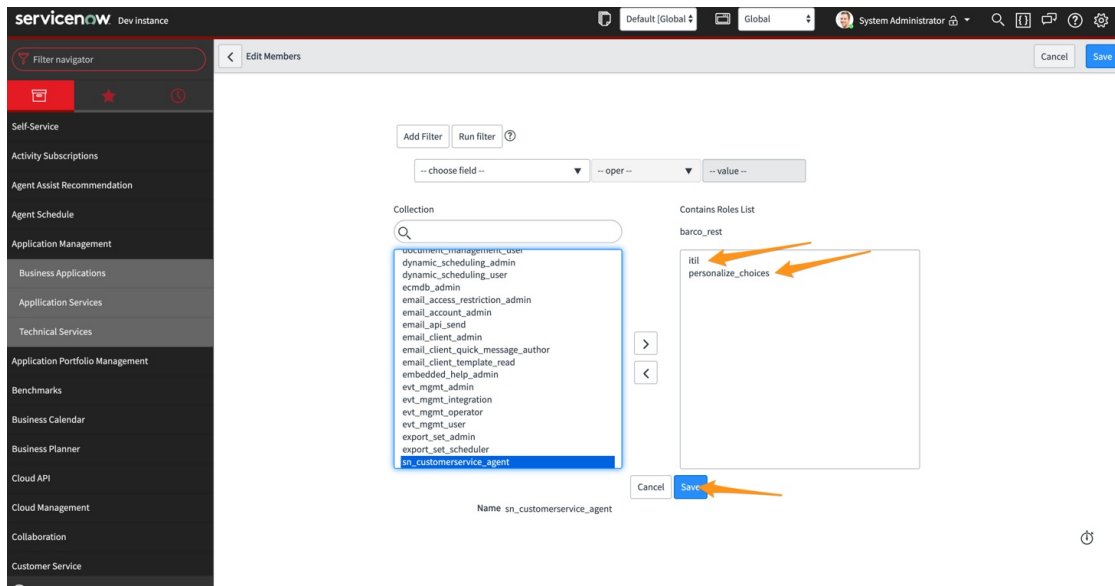 servicenow Dev instance
Default [Global
Global
System Administrator
Filter navigator
Edit Members
Cancel
Save
Self-Service
Activity Subscriptions
Agent Assist Recommendation
Agent Schedule
Application Management
Business Applications
Appllication Services
Technical Services
Application Portfolio Management
Benchmarks
Business Calendar
Business Planner
Cloud API
Cloud Management
Collaboration
Customer Service
Add Filter
Run filter
-- choose field --
-- oper --
-- value --
Collection
document_management_user
dynamic_scheduling_admin
dynamic_scheduling_user
ecmdb_admin
email_access_restriction_admin
email_account_admin
email_api_send
email_client_admin
email_client_quick_message_author
email_client_template_read
embedded_help_admin
evt_mgmt_admin
evt_mgmt_integration
evt_mgmt_operator
evt_mgmt_user
export_set_admin
export_set_scheduler
sn_customerservice_agent
Contains Roles List
barco_rest
itil
personalize_choices
Cancel
Save
Name sn_customerservice_agent